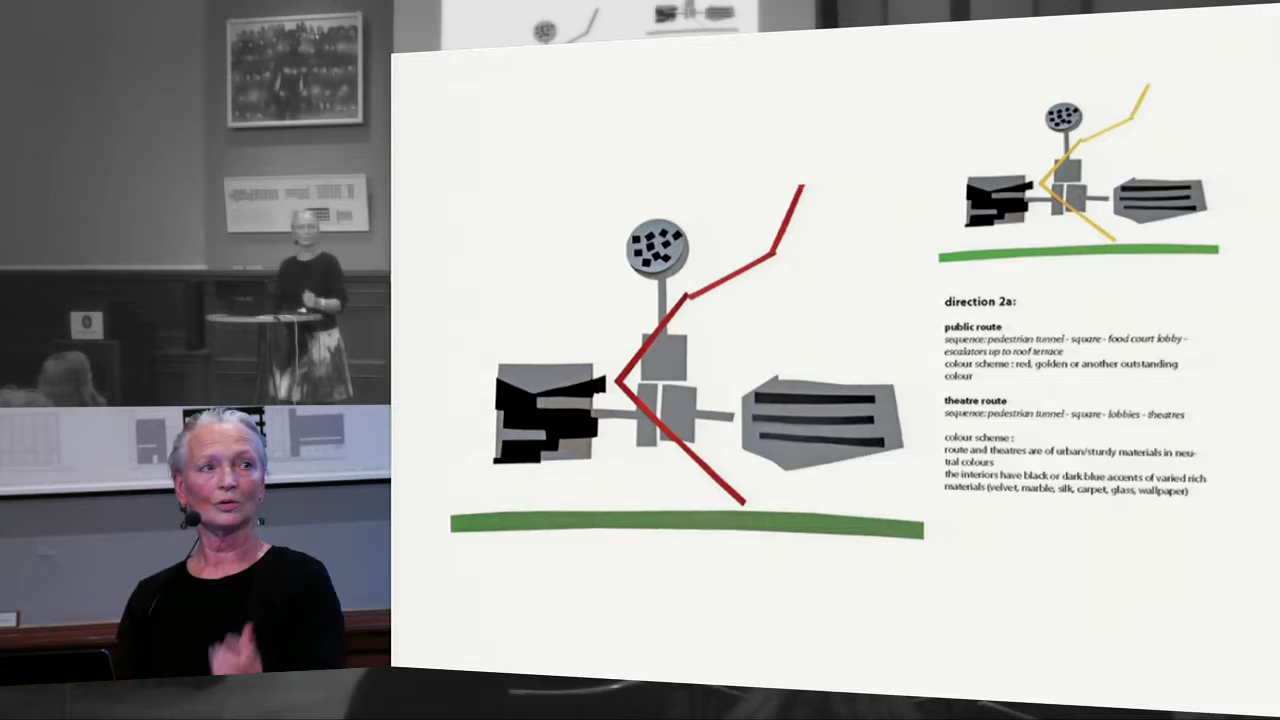 direction 2a:
public route
sequence: pedestrian tunnel - square - food court lobby -
escalators up to roof terrace
colour scheme : red, golden or another outstanding
colour
theatre route
sequence: pedestrian tunnel - square - lobbies - theatres
colour scheme :
route and theatres are of urban/sturdy materials in neu-
tral colours
the interiors have black or dark blue accents of varied rich
materials (velvet, marble, silk, carpet, glass, wallpaper)